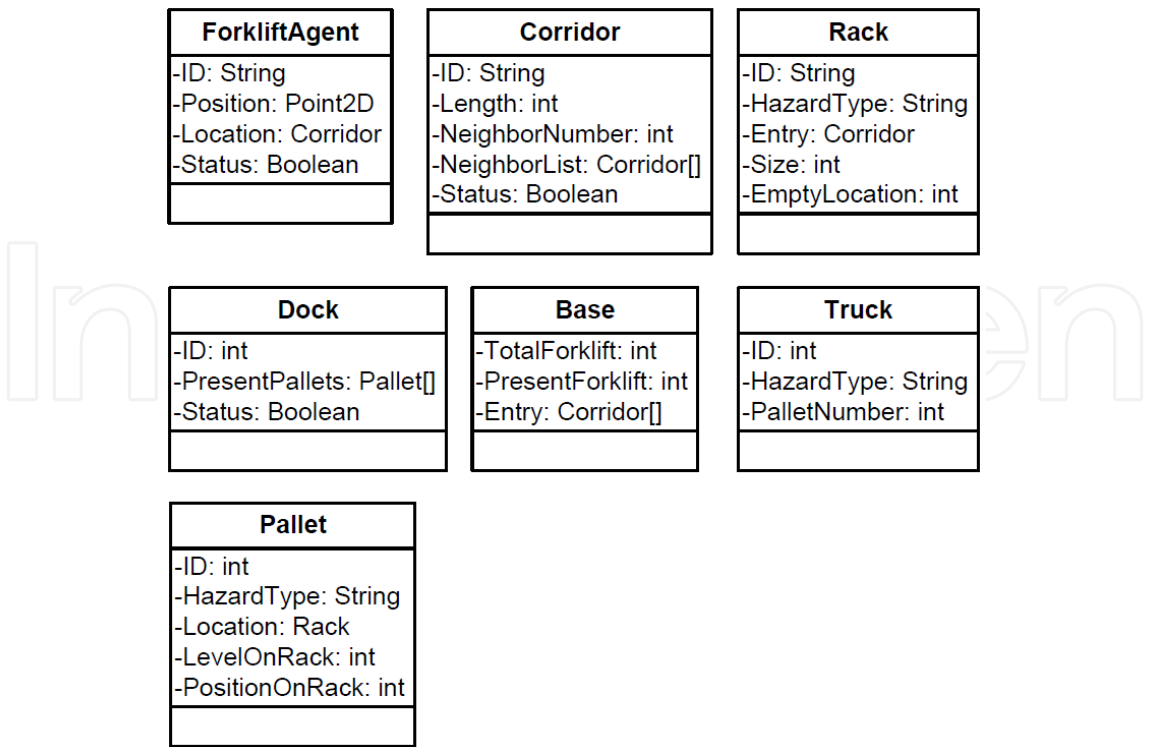 ForkliftAgent
-ID: String
-Position: Point2D
-Location: Corridor
-Status: Boolean
Corridor
-ID: String
-Length: int
-NeighborNumber: int
-NeighborList: Corridor[]
-Status: Boolean
Rack
-ID: String
-HazardType: String
-Entry: Corridor
-Size: int
-EmptyLocation: int
Dock
-ID: int
-PresentPallets: Pallet[]
-Status: Boolean
Base
-TotalForklift: int
-PresentForklift: int
-Entry: Corridor[]
Truck
-ID: int
-HazardType: String
-PalletNumber: int
Pallet
-ID: int
-HazardType: String
-Location: Rack
-LevelOnRack: int
-PositionOnRack: int